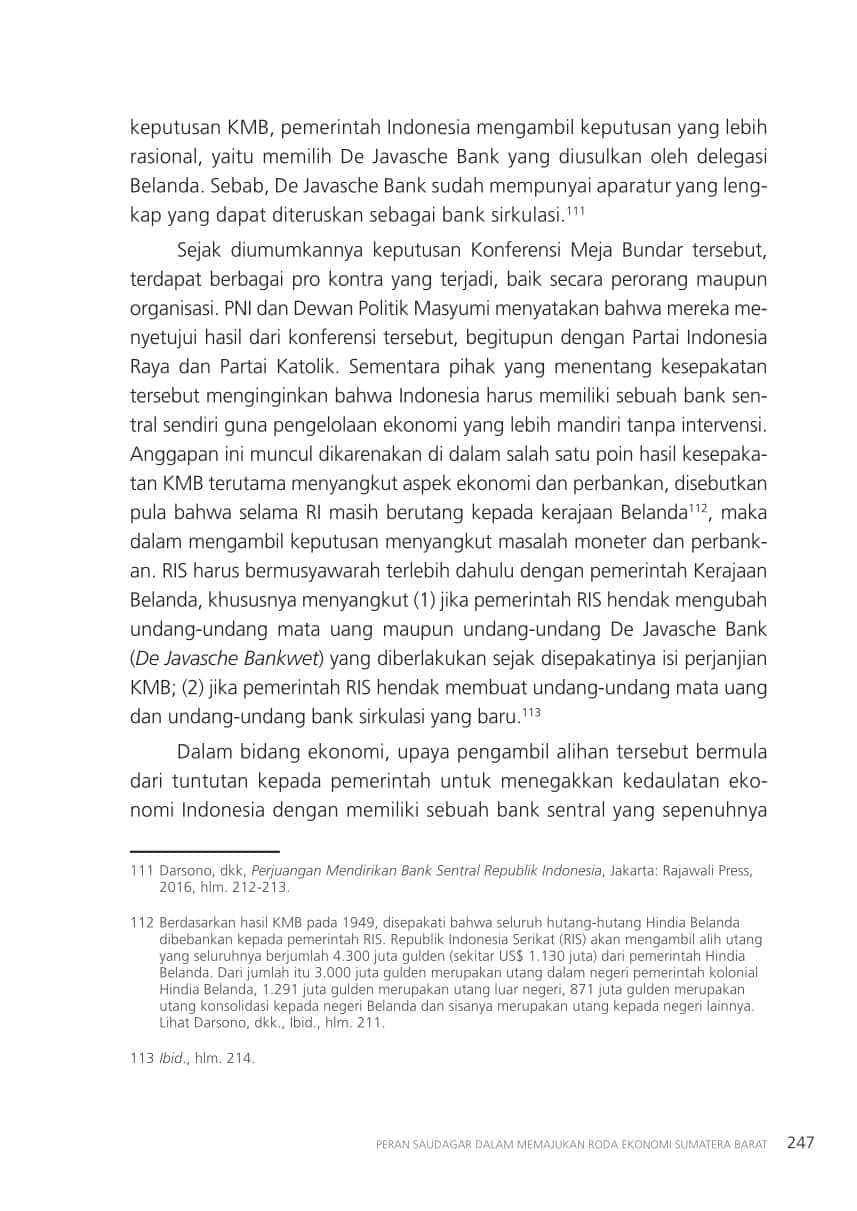 keputusan KMB, pemerintah Indonesia mengambil keputusan yang lebih
rasional, yaitu memilih De Javasche Bank yang diusulkan oleh delegasi
Belanda. Sebab, De Javasche Bank sudah mempunyai aparatur yang leng-
kap yang dapat diteruskan sebagai bank sirkulasi.¹¹¹
Sejak diumumkannya keputusan Konferensi Meja Bundar tersebut,
terdapat berbagai pro kontra yang terjadi, baik secara perorang maupun
organisasi. PNI dan Dewan Politik Masyumi menyatakan bahwa mereka me-
nyetujui hasil dari konferensi tersebut, begitupun dengan Partai Indonesia
Raya dan Partai Katolik. Sementara pihak yang menentang kesepakatan
tersebut menginginkan bahwa Indonesia harus memiliki sebuah bank sen-
tral sendiri guna pengelolaan ekonomi yang lebih mandiri tanpa intervensi.
Anggapan ini muncul dikarenakan di dalam salah satu poin hasil kesepaka-
tan KMB terutama menyangkut aspek ekonomi dan perbankan, disebutkan
pula bahwa selama RI masih berutang kepada kerajaan Belanda¹¹², maka
dalam mengambil keputusan menyangkut masalah moneter dan perbank-
an. RIS harus bermusyawarah terlebih dahulu dengan pemerintah Kerajaan
Belanda, khususnya menyangkut (1) jika pemerintah RIS hendak mengubah
undang-undang mata uang maupun undang-undang De Javasche Bank
(De Javasche Bankwet) yang diberlakukan sejak disepakatinya isi perjanjian
KMB; (2) jika pemerintah RIS hendak membuat undang-undang mata uang
dan undang-undang bank sirkulasi yang baru.¹¹³
Dalam bidang ekonomi, upaya pengambil alihan tersebut bermula
dari tuntutan kepada pemerintah untuk menegakkan kedaulatan eko-
nomi Indonesia dengan memiliki sebuah bank sentral yang sepenuhnya
111 Darsono, dkk, Perjuangan Mendirikan Bank Sentral Republik Indonesia, Jakarta: Rajawali Press,
2016, hlm. 212-213.
112 Berdasarkan hasil KMB pada 1949, disepakati bahwa seluruh hutang-hutang Hindia Belanda
dibebankan kepada pemerintah RIS. Republik Indonesia Serikat (RIS) akan mengambil alih utang
yang seluruhnya berjumlah 4.300 juta gulden (sekitar US$ 1.130 juta) dari pemerintah Hindia
Belanda. Dari jumlah itu 3.000 juta gulden merupakan utang dalam negeri pemerintah kolonial
Hindia Belanda, 1.291 juta gulden merupakan utang luar negeri, 871 juta gulden merupakan
utang konsolidasi kepada negeri Belanda dan sisanya merupakan utang kepada negeri lainnya.
Lihat Darsono, dkk., Ibid., hlm. 211.
113 Ibid., hlm. 214.
PERAN SAUDAGAR DALAM MEMAJUKAN RODA EKONOMI SUMATERA BARAT 247